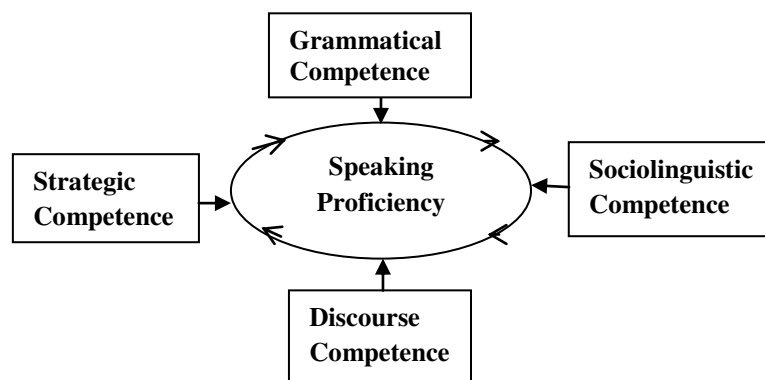 Grammatical
Competence
Speaking
Proficiency
Strategic
Competence
Sociolinguistic
Competence
Discourse
Competence